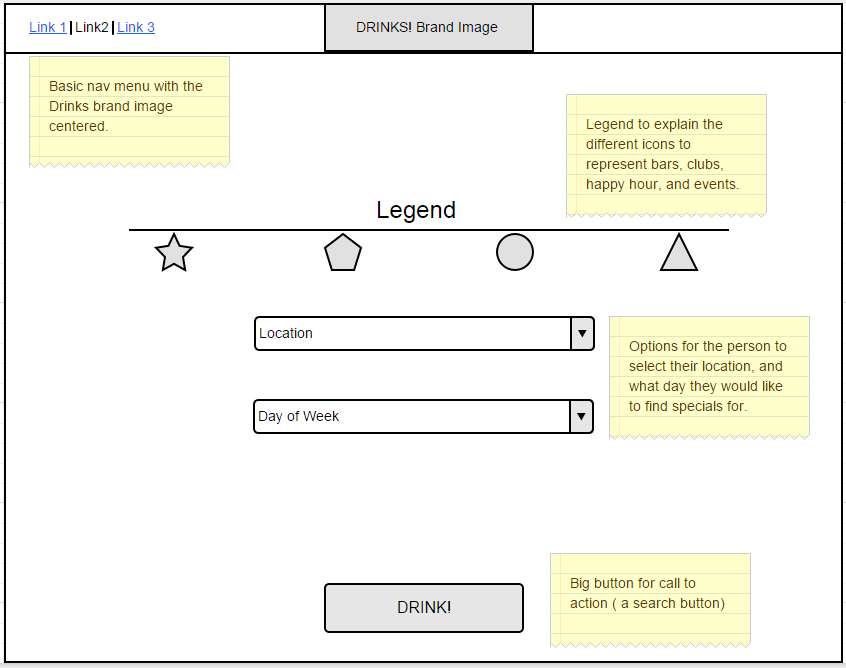 Link 1|Link2|Link 3
DRINKS! Brand Image
Basic nav menu with the
Drinks brand image
centered.
Legend to explain the
different icons to
represent bars, clubs,
happy hour, and events.
Legend
Location
Options for the person to
select their location, and
what day they would like
to find specials for.
Day of Week
Big button for call to
action ( a search button)
DRINK!